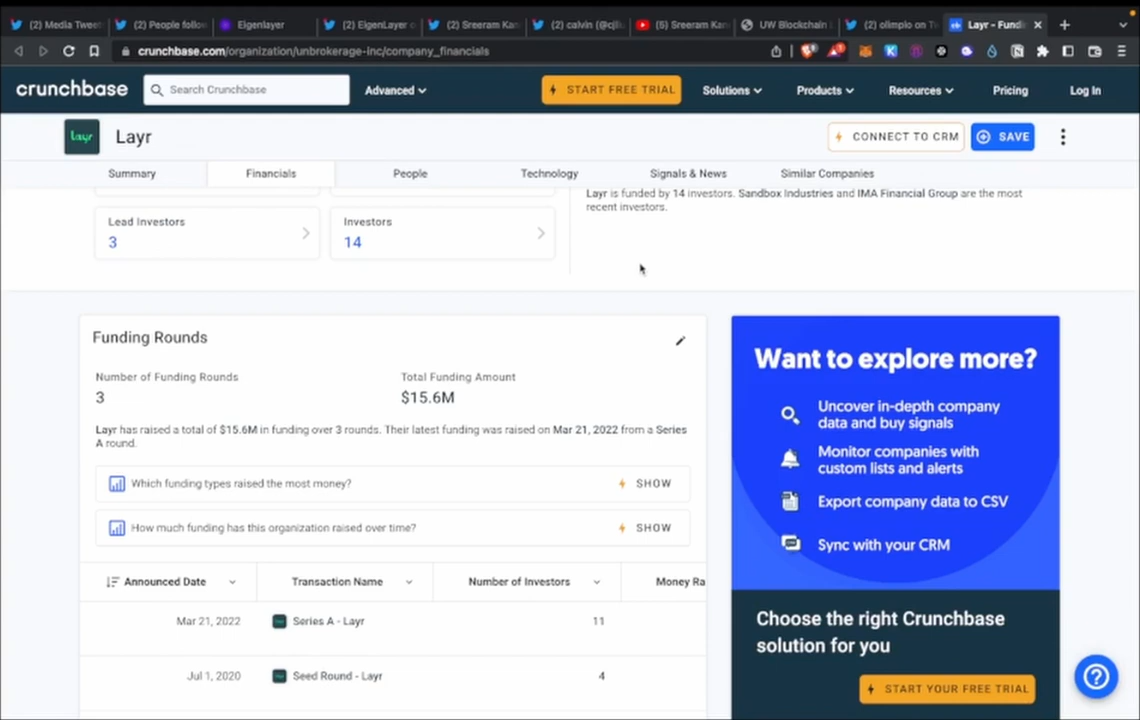 (2) Media Tweet
(2) People follow
Eigenlayer
(2) EigenLayer o
(2) Sreeram Kan
(2) calvin (@cjl
(5) Sreeram Kan
UW Blockchain
(2) olimpio on Tw
Layr - Fundi
crunchbase.com/organization/unbrokerage-inc/company_financials
crunchbase
Search Crunchbase
Advanced
START FREE TRIAL
Solutions
Products
Resources
Pricing
Log In
Layr
Layr
CONNECT TO CRM
SAVE
Summary
Financials
People
Technology
Signals & News
Similar Companies
Layr is funded by 14 investors. Sandbox Industries and IMA Financial Group are the most
recent investors.
Lead Investors
3
Investors
14
Funding Rounds
Number of Funding Rounds
3
Total Funding Amount
$15.6M
Layr has raised a total of $15.6M in funding over 3 rounds. Their latest funding was raised on Mar 21, 2022 from a Series
A round.
Which funding types raised the most money?
SHOW
How much funding has this organization raised over time?
SHOW
Announced Date
Transaction Name
Number of Investors
Money Ra
Mar 21, 2022
Series A - Layr
11
Jul 1, 2020
Seed Round - Layr
4
Want to explore more?
Uncover in-depth company
data and buy signals
Monitor companies with
custom lists and alerts
Export company data to CSV
Sync with your CRM
Choose the right Crunchbase
solution for you
START YOUR FREE TRIAL